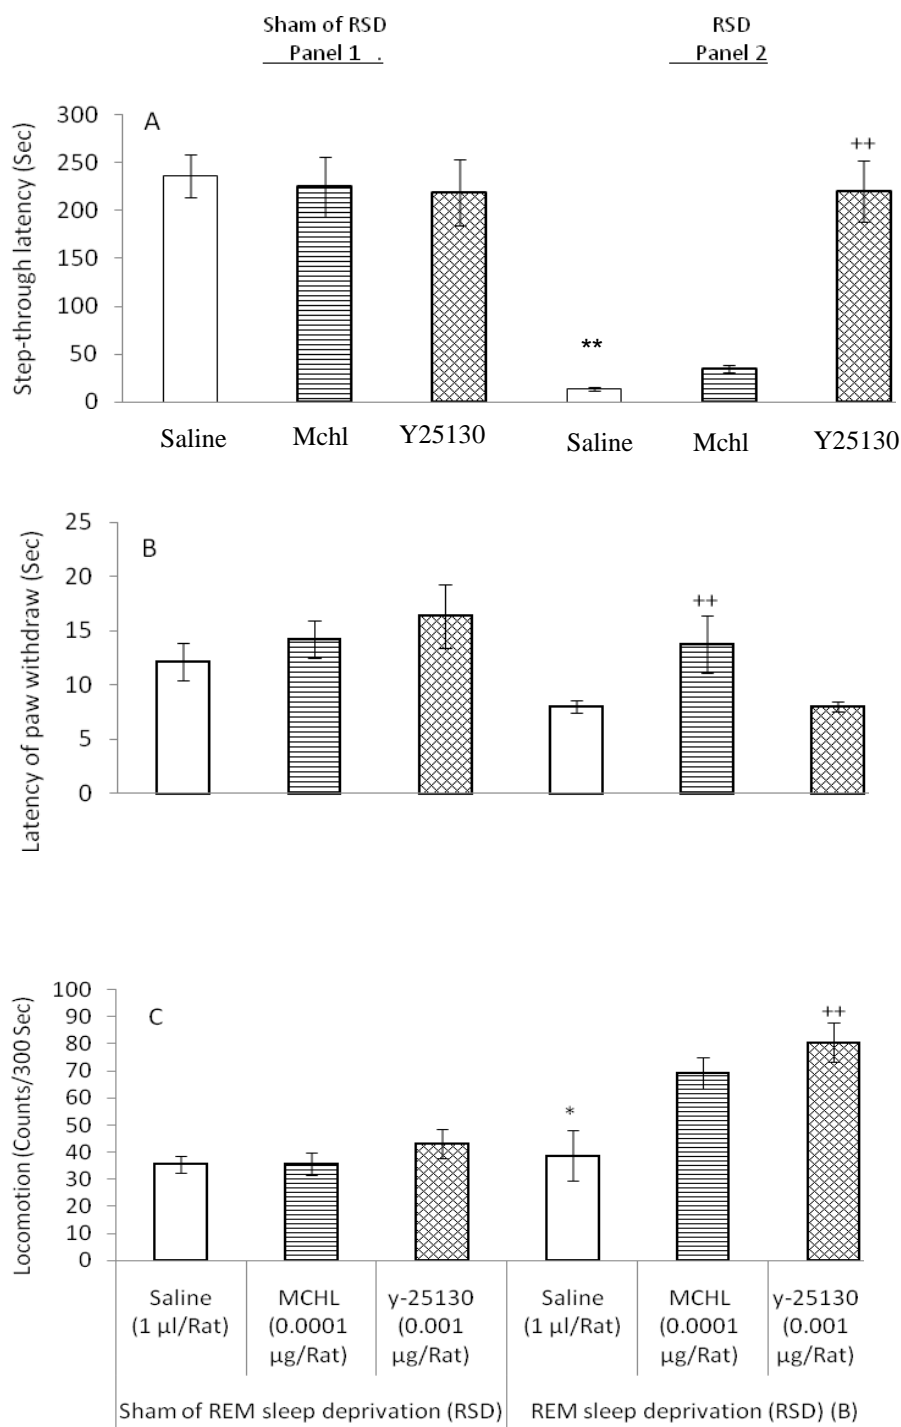 Sham of RSD
Panel 1 .
RSD
Panel 2
A
Step-through latency (Sec)
300
250
200
150
100
50
0
**
++
Saline
Mchl
Y25130
Saline
Mchl
Y25130
B
Latency of paw withdraw (Sec)
25
20
15
10
5
0
++
C
Locomotion (Counts/300 Sec)
100
90
80
70
60
50
40
30
20
10
0
*
++
Saline
(1 µl/Rat)
MCHL
(0.0001
µg/Rat)
y-25130
(0.001
µg/Rat)
Saline
(1 µl/Rat)
MCHL
(0.0001
µg/Rat)
y-25130
(0.001
µg/Rat)
Sham of REM sleep deprivation (RSD)
REM sleep deprivation (RSD) (B)